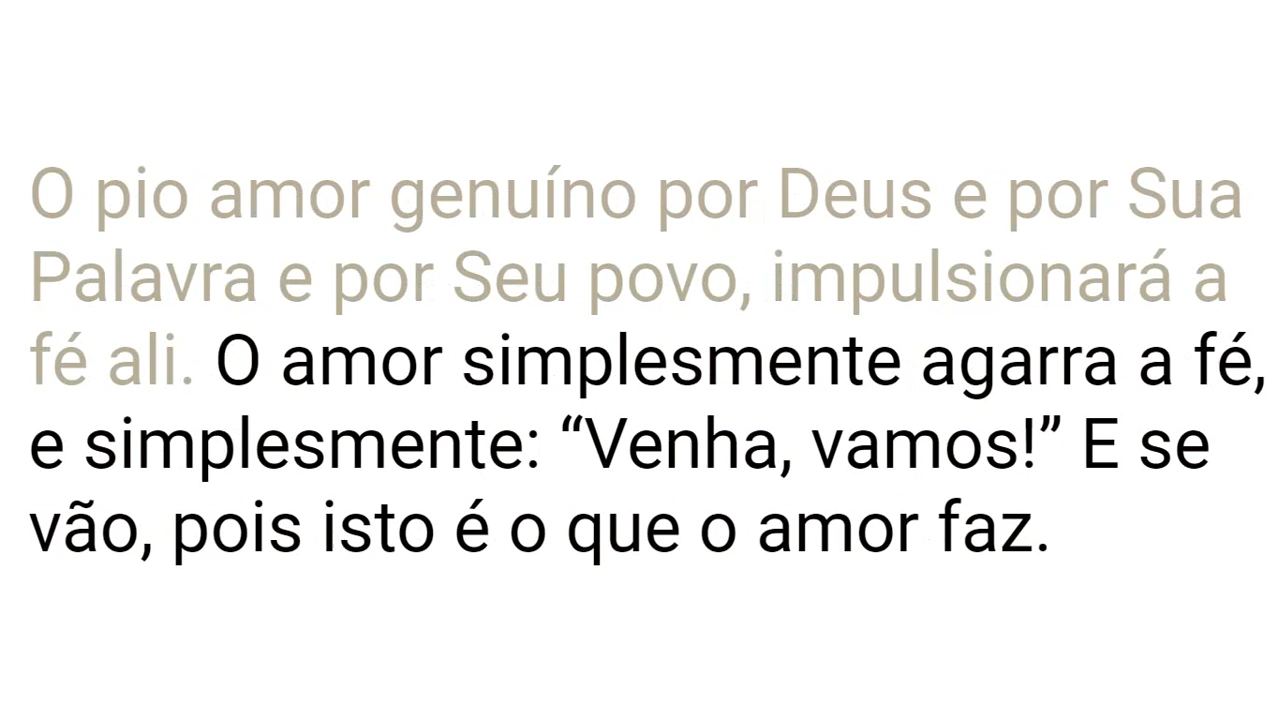 O pio amor genuíno por Deus e por Sua
Palavra e por Seu povo, impulsionará a
fé ali. O amor simplesmente agarra a fé,
e simplesmente: “Venha, vamos!” E se
vão, pois isto é o que o amor faz.